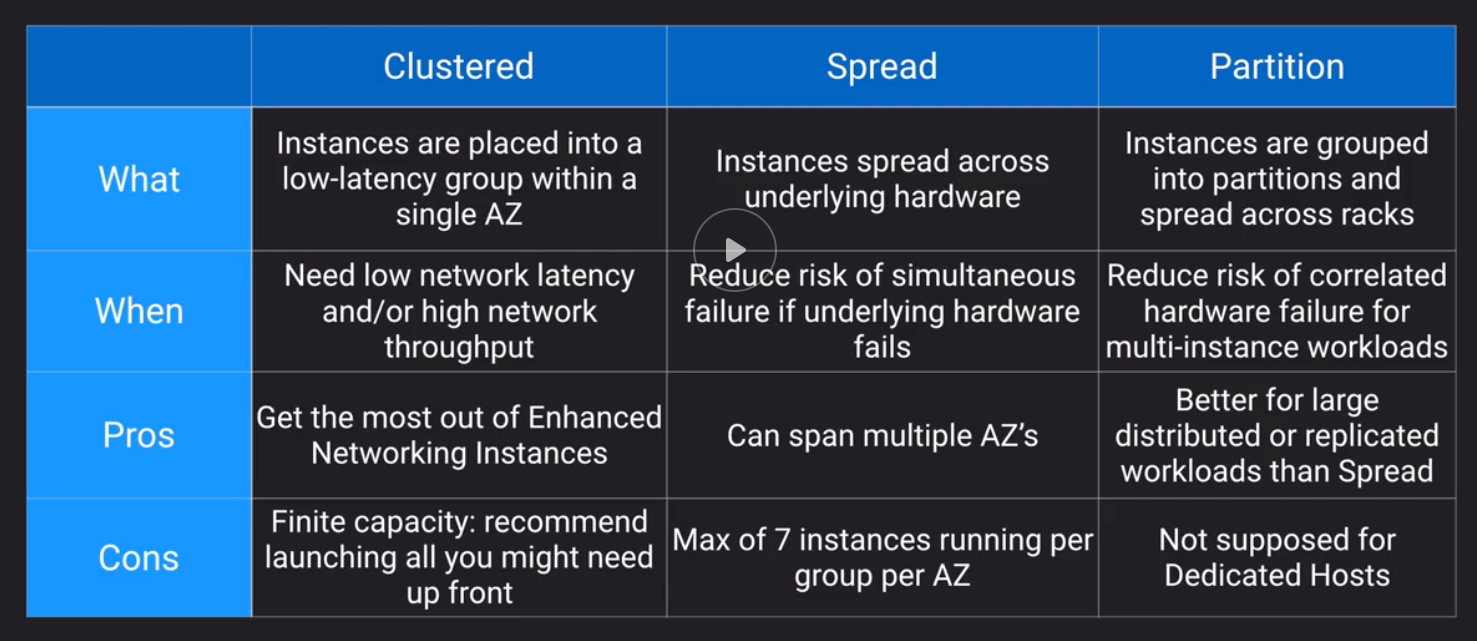 Clustered
Spread
Partition
What
Instances are placed into a
low-latency group within a
single AZ
Instances spread across
underlying hardware
Instances are grouped
into partitions and
spread across racks
When
Need low network latency
and/or high network
throughput
Reduce risk of simultaneous
failure if underlying hardware
fails
Reduce risk of correlated
hardware failure for
multi-instance workloads
Pros
Get the most out of Enhanced
Networking Instances
Can span multiple AZ’s
Better for large
distributed or replicated
workloads than Spread
Cons
Finite capacity: recommend
launching all you might need
up front
Max of 7 instances running per
group per AZ
Not supposed for
Dedicated Hosts